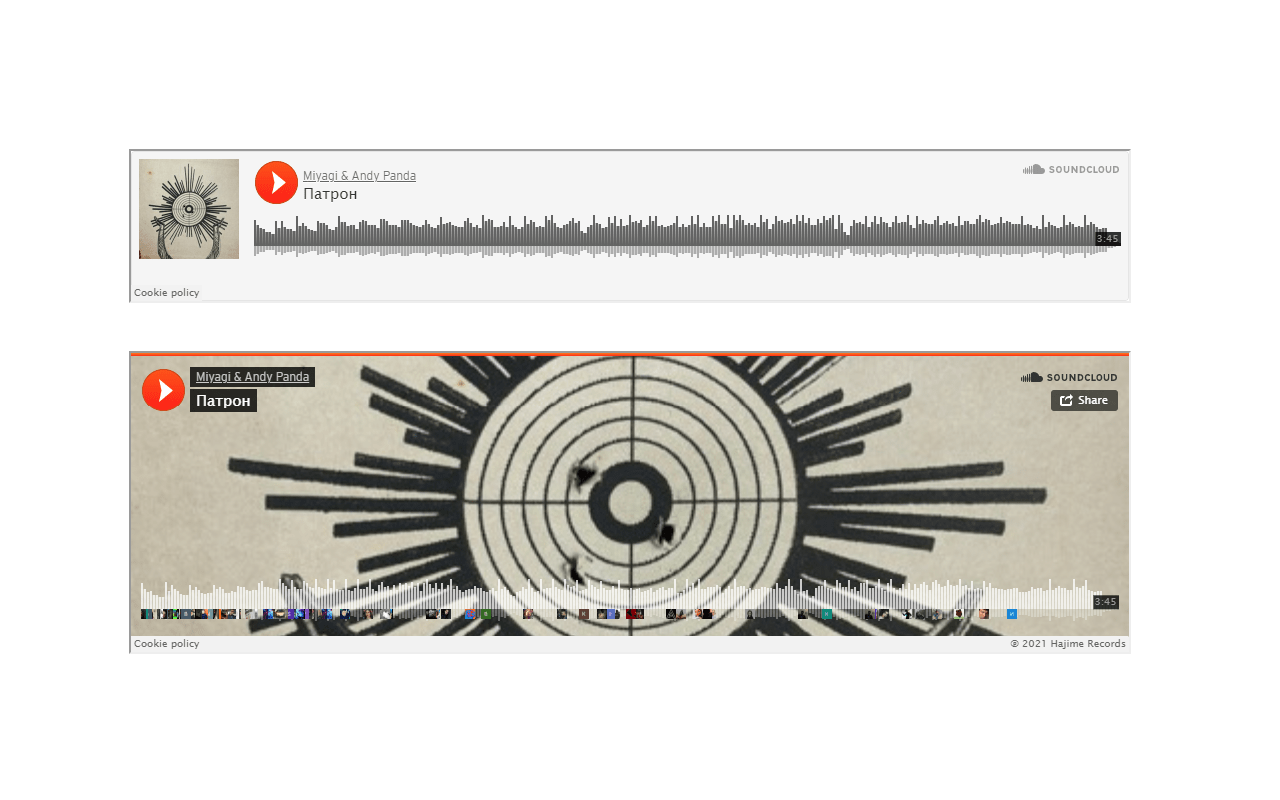 Miyagi & Andy Panda
Патрон
SOUNDCLOUD
3:45
Cookie policy
Miyagi & Andy Panda
Патрон
SOUNDCLOUD
Share
3:45
Cookie policy
℗ 2021 Hajime Records